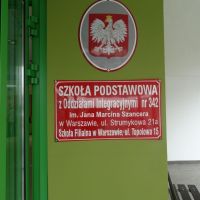 SZKOŁA PODSTAWOWA
z Oddziałami Integracyjnymi nr 342
im. Jana Marcina Szancera
w Warszawie, ul. Strumykowa 21a
Szkoła Filialna w Warszawie, ul. Topolowa 15